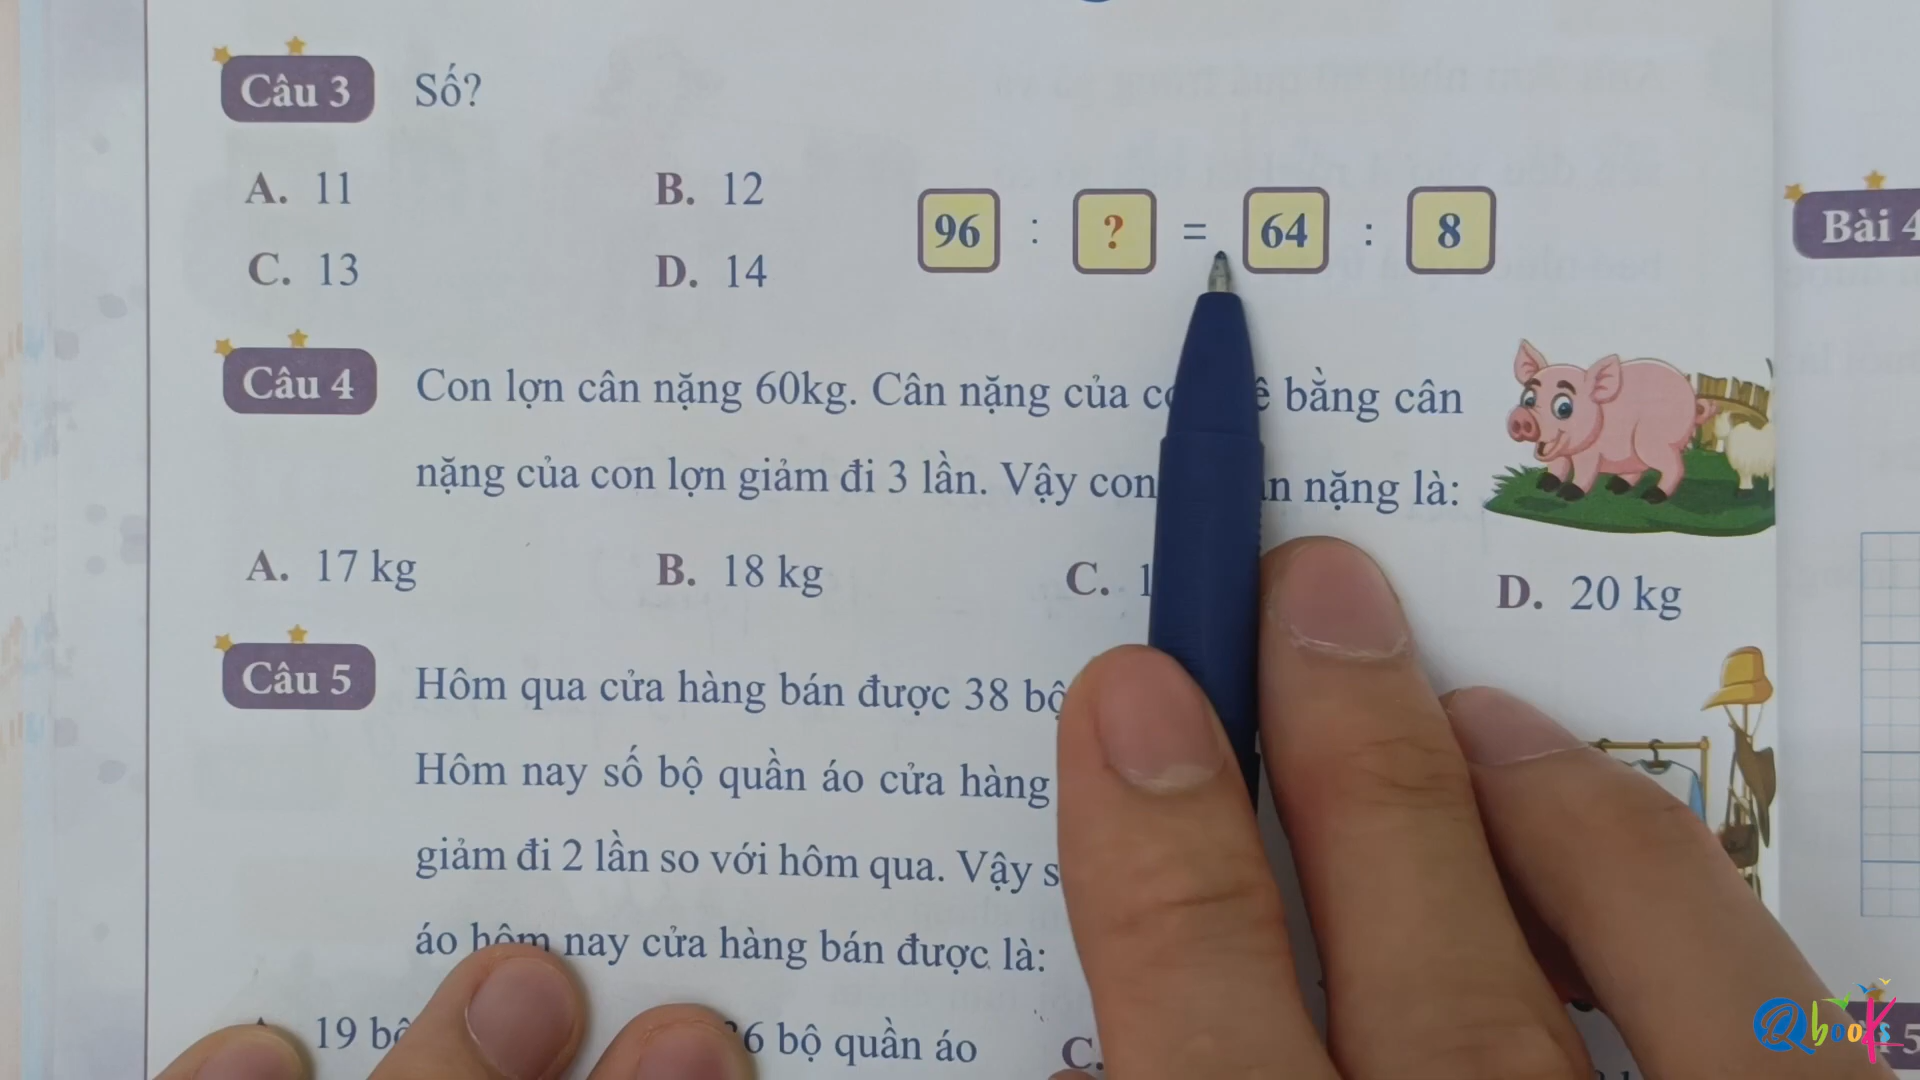 Câu 3 Số?
A. 11 B. 12
96 : ? = 64 : 8
C. 13 D. 14
Câu 4 Con lợn cân nặng 60kg. Cân nặng của bằng cân
nặng của con lợn giảm đi 3 lần. Vậy con nặng là:
A. 17 kg B. 18 kg C. D. 20 kg
Câu 5 Hôm qua cửa hàng bán được 38 bộ
Hôm nay số bộ quần áo cửa hàng
giảm đi 2 lần so với hôm qua. Vậy
áo hôm nay cửa hàng bán được là:
19 bộ 6 bộ quần áo C.
Bài 4
Qbooks
5